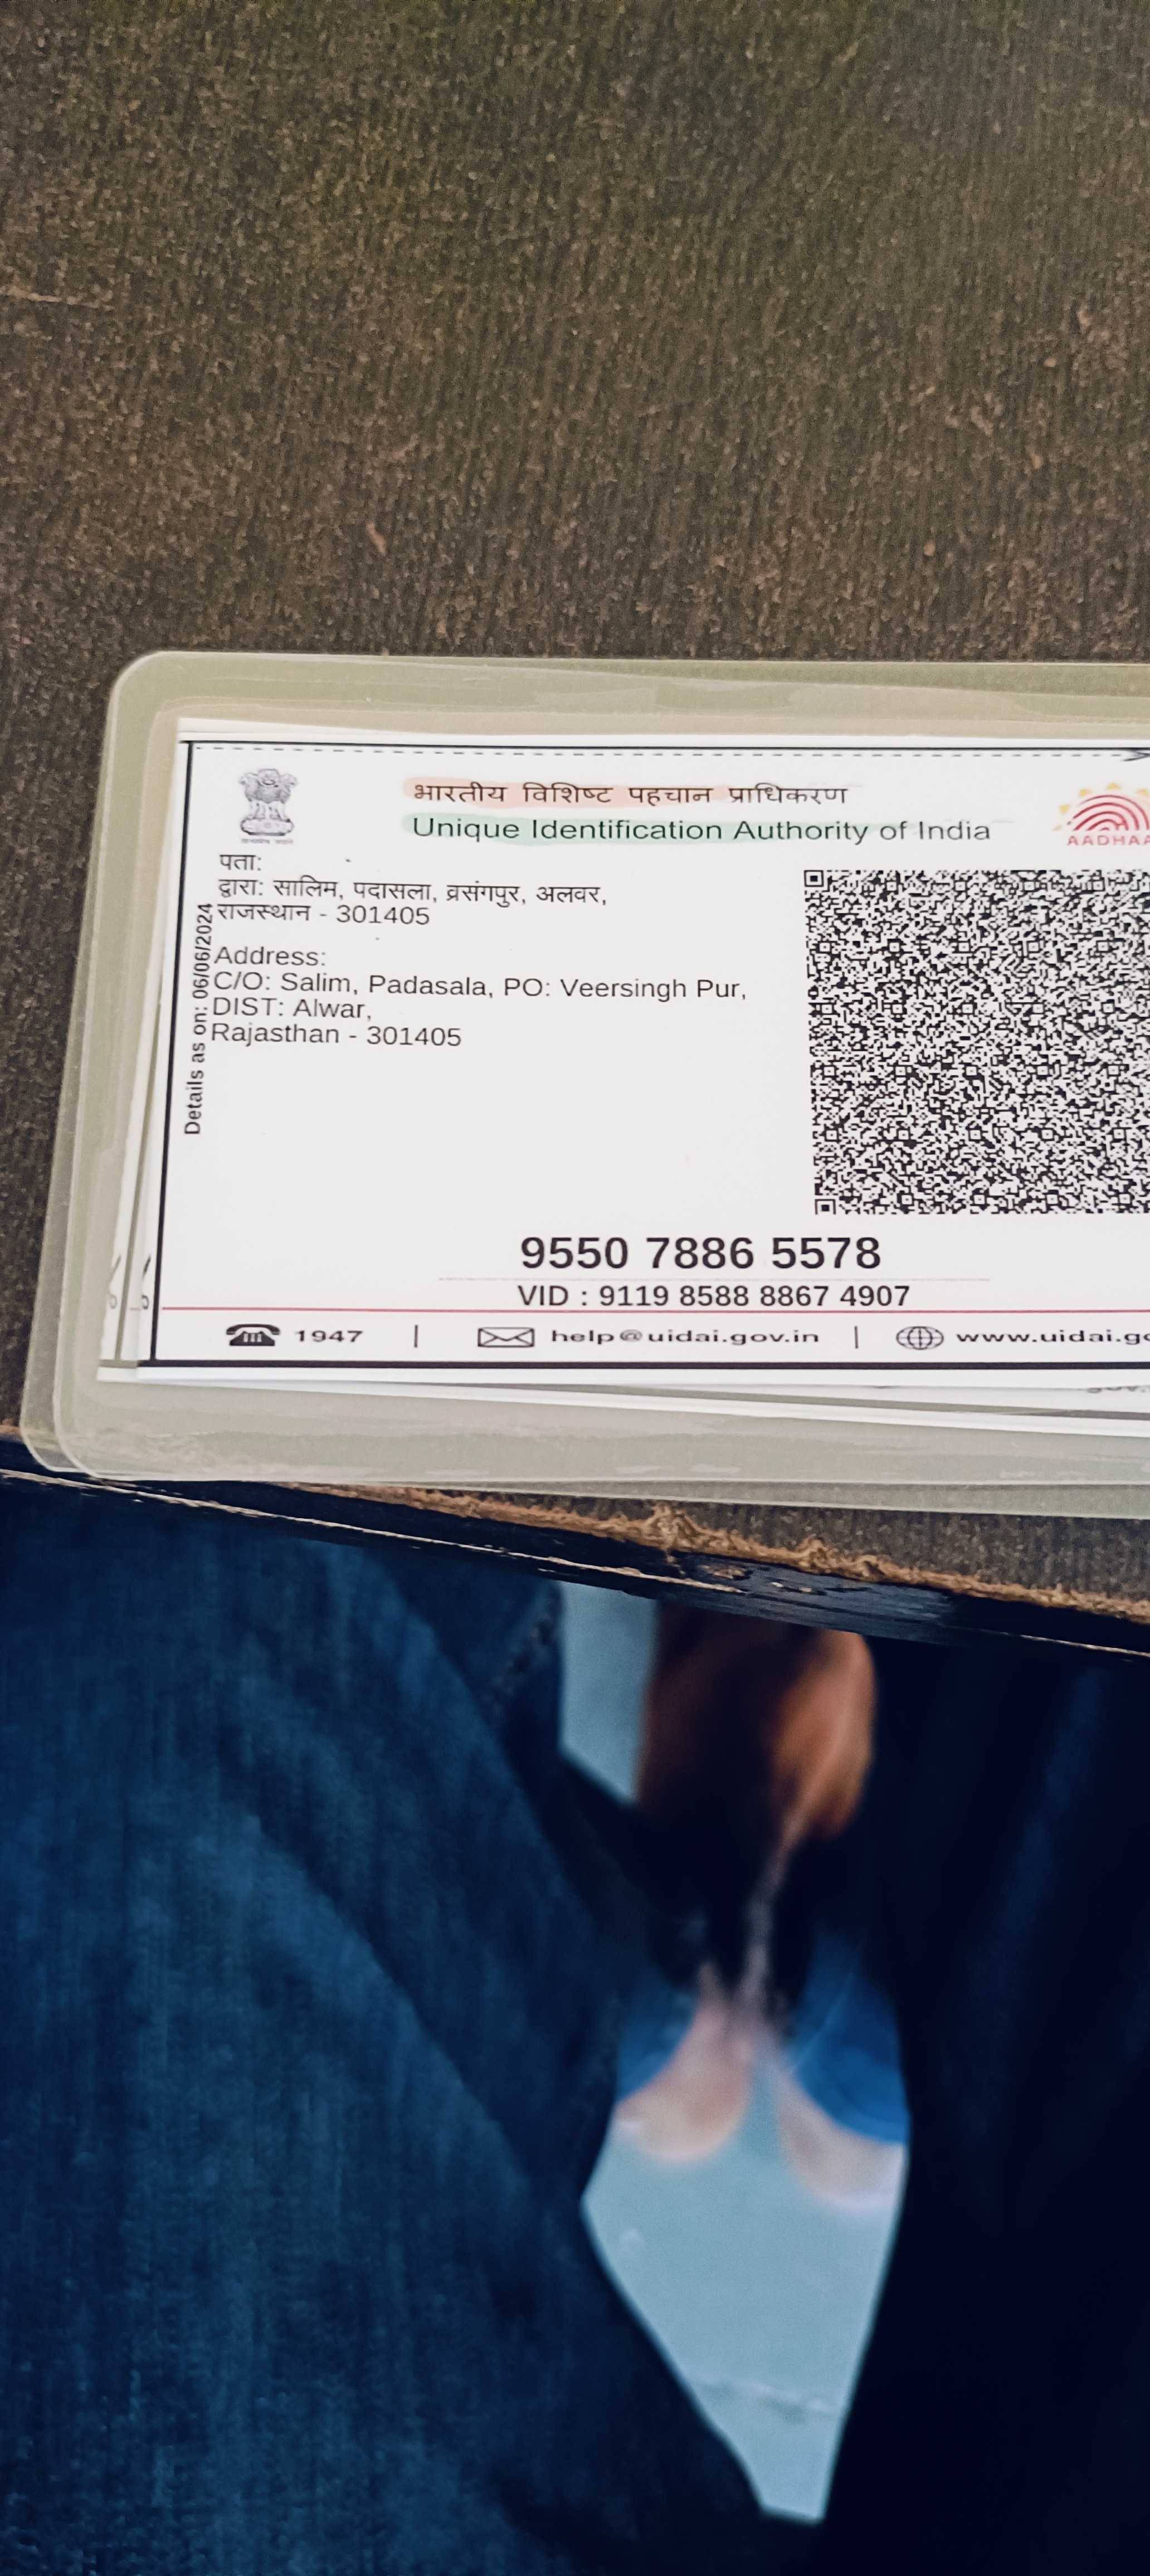 भारतीय विशिष्ट पहचान प्राधिकरण
Unique Identification Authority of India
AADHAA
पता:
द्वारा: सालिम, पदासला, व्रसंगपुर, अलवर,
राजस्थान - 301405
Address:
C/O: Salim, Padasala, PO: Veersingh Pur,
DIST: Alwar,
Rajasthan - 301405
Details as on: 06/06/2024
9550 7886 5578
VID : 9119 8588 8867 4907
1947 | help@uidai.gov.in | www.uidai.go